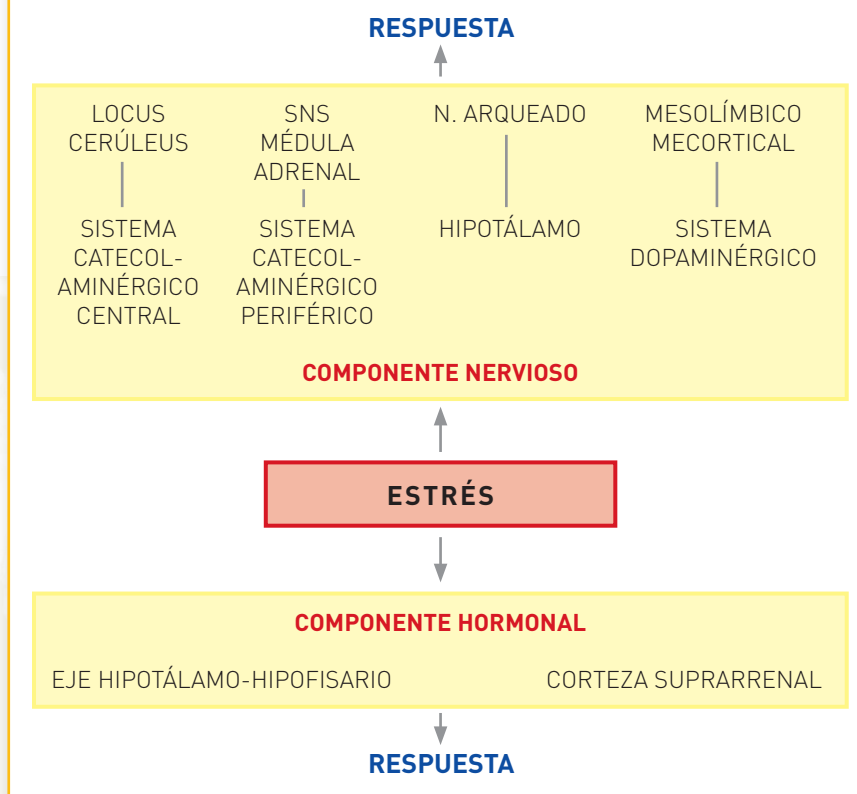 RESPUESTA
LOCUS
CERÚLEUS
SISTEMA
CATECOL-
AMINÉRGICO
CENTRAL
SNS
MÉDULA
ADRENAL
SISTEMA
CATECOL-
AMINÉRGICO
PERIFÉRICO
N. ARQUEADO
HIPOTÁLAMO
MESOLÍMBICO
MECORTICAL
SISTEMA
DOPAMINÉRGICO
COMPONENTE NERVIOSO
ESTRÉS
COMPONENTE HORMONAL
EJE HIPOTÁLAMO-HIPOFISARIO
CORTEZA SUPRARRENAL
RESPUESTA